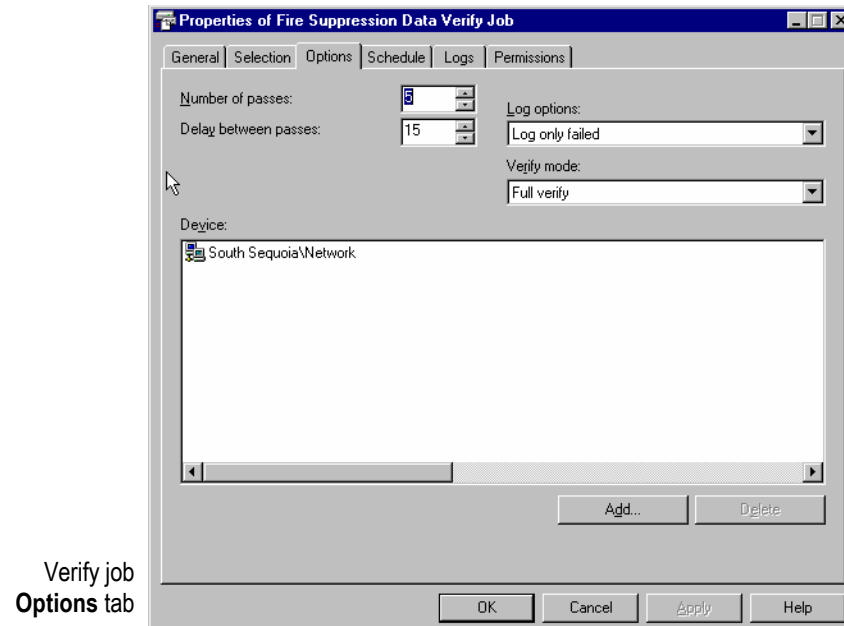 Properties of Fire Suppression Data Verify Job
General Selection Options Schedule Logs Permissions
Number of passes: 5
Delay between passes: 15
Log options:
Log only failed
Verify mode:
Full verify
Device:
South Sequoia\Network
Add... Delete
Verify job
Options tab
OK Cancel Apply Help